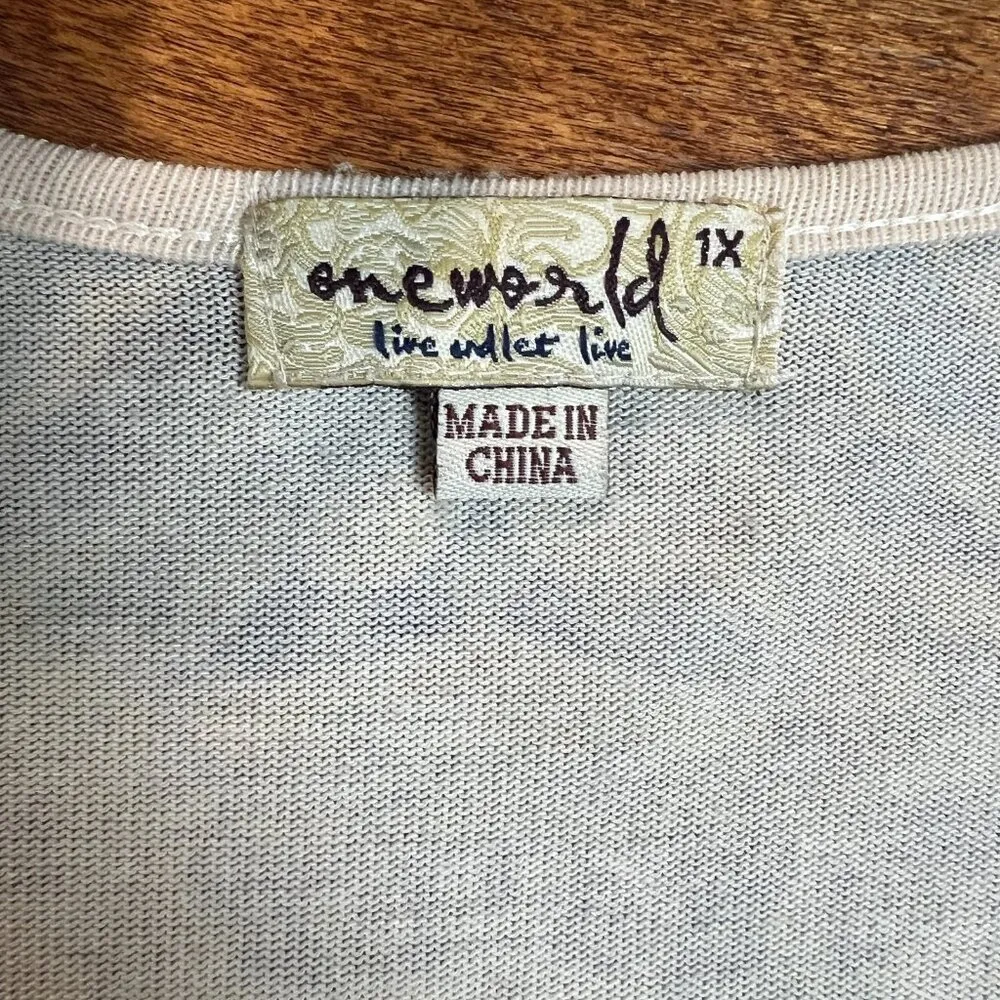 oneworld 1X
live and let live
MADE IN
CHINA